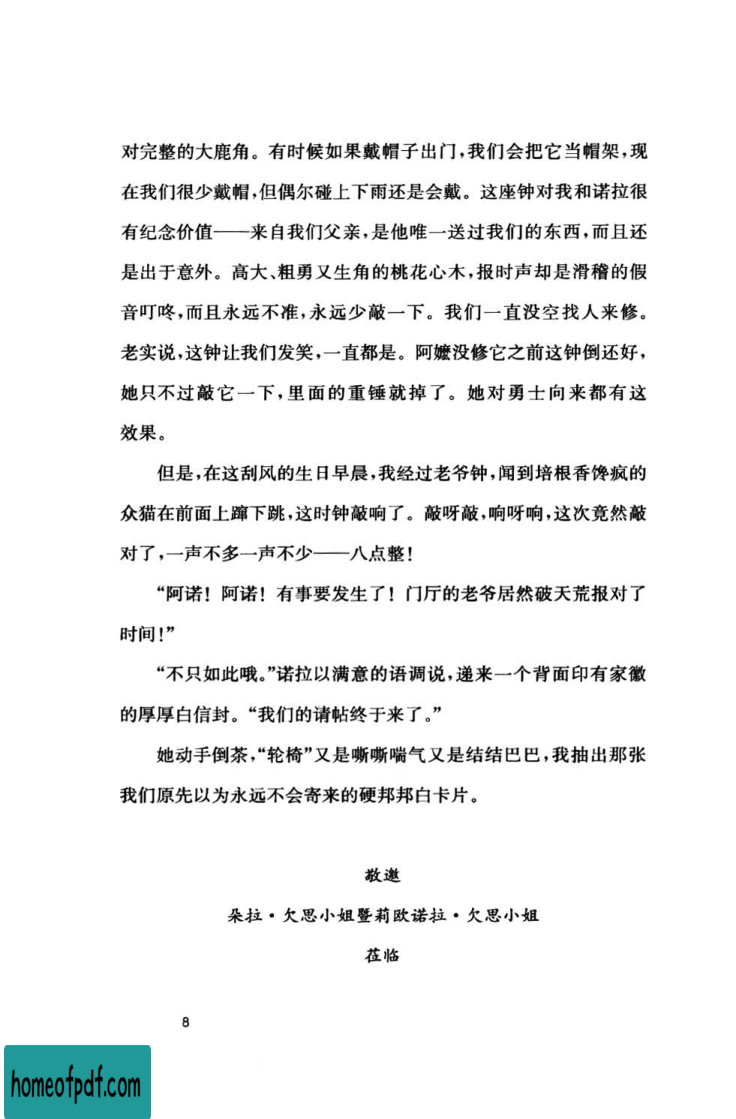 对完整的大鹿角。有时候如果戴帽子出门,我们会把它当帽架,现
在我们很少戴帽,但偶尔碰上下雨还是会戴。这座钟对我和诺拉很
有纪念价值——来自我们父亲,是他唯一送过我们的东西,而且还
是出于意外。高大、粗勇又生角的桃花心木,报时声却是滑稽的假
音叮咚,而且永远不准,永远少敲一下。我们一直没空找人来修。
老实说,这钟让我们发笑,一直都是。阿嬷没修它之前这钟倒还好,
她只不过敲它一下,里面的重锤就掉了。她对勇士向来都有这
效果。
但是,在这刮风的生日早晨,我经过老爷钟,闻到培根香馋疯的
众猫在前面上蹿下跳,这时钟敲响了。敲呀敲,响呀响,这次竟然敲
对了,一声不多一声不少——八点整!
“阿诺!阿诺!有事要发生了!门厅的老爷居然破天荒报对了
时间!”
“不只如此哦。”诺拉以满意的语调说,递来一个背面印有家徽
的厚厚白信封。“我们的请帖终于来了。”
她动手倒茶,“轮椅”又是嘶嘶喘气又是结结巴巴,我抽出那张
我们原先以为永远不会寄来的硬邦邦白卡片。
敬邀
朵拉·欠思小姐暨莉欧诺拉·欠思小姐
莅临
8
homeofpdf.com